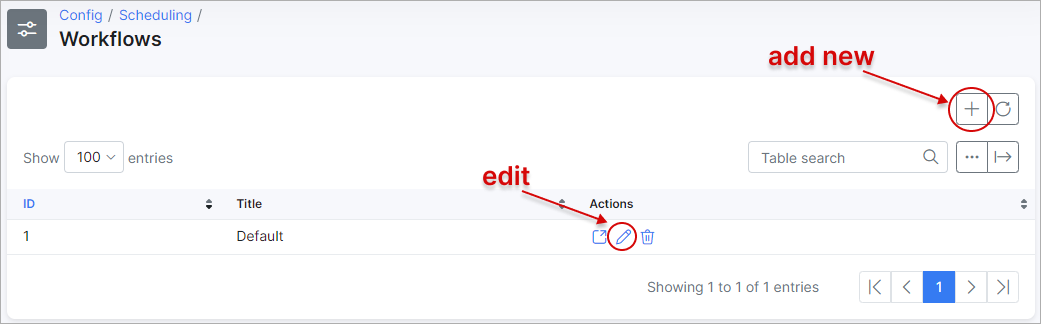 Config / Scheduling /
Workflows
add new
Show 100 entries
Table search
edit
ID Title Actions
1 Default
Showing 1 to 1 of 1 entries 1